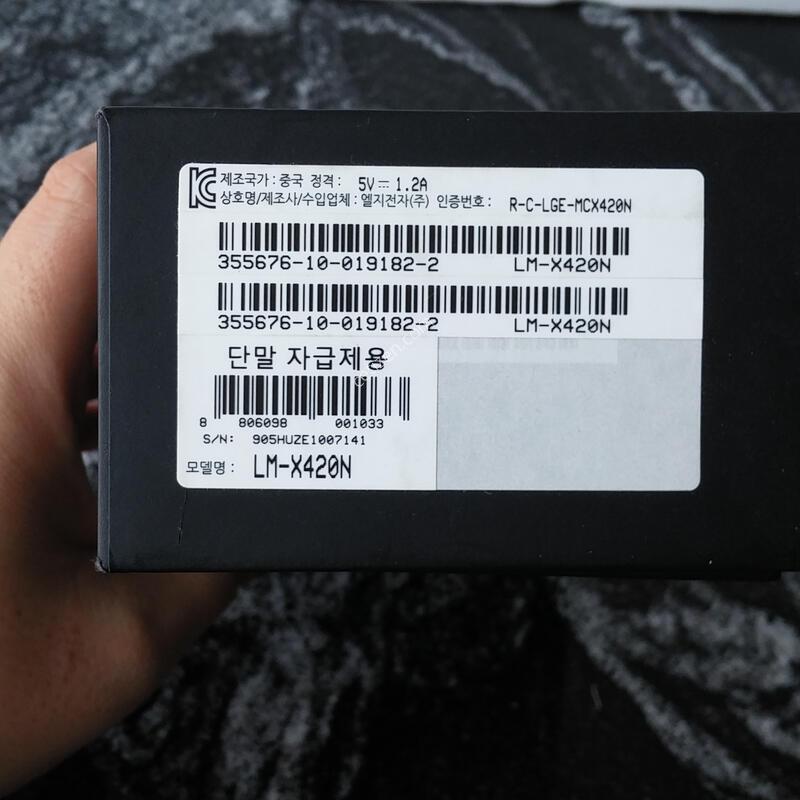 제조국가 : 중국 정격 : 5V⎓1.2A
상호명/제조사/수입업체 : 엘지전자(주) 인증번호 : R-C-LGE-MCX420N
355676-10-019182-2 LM-X420N
355676-10-019182-2 LM-X420N
단말 자급제용
8 806098 001033
S/N: 905HUZE1007141
모델명 : LM-X420N